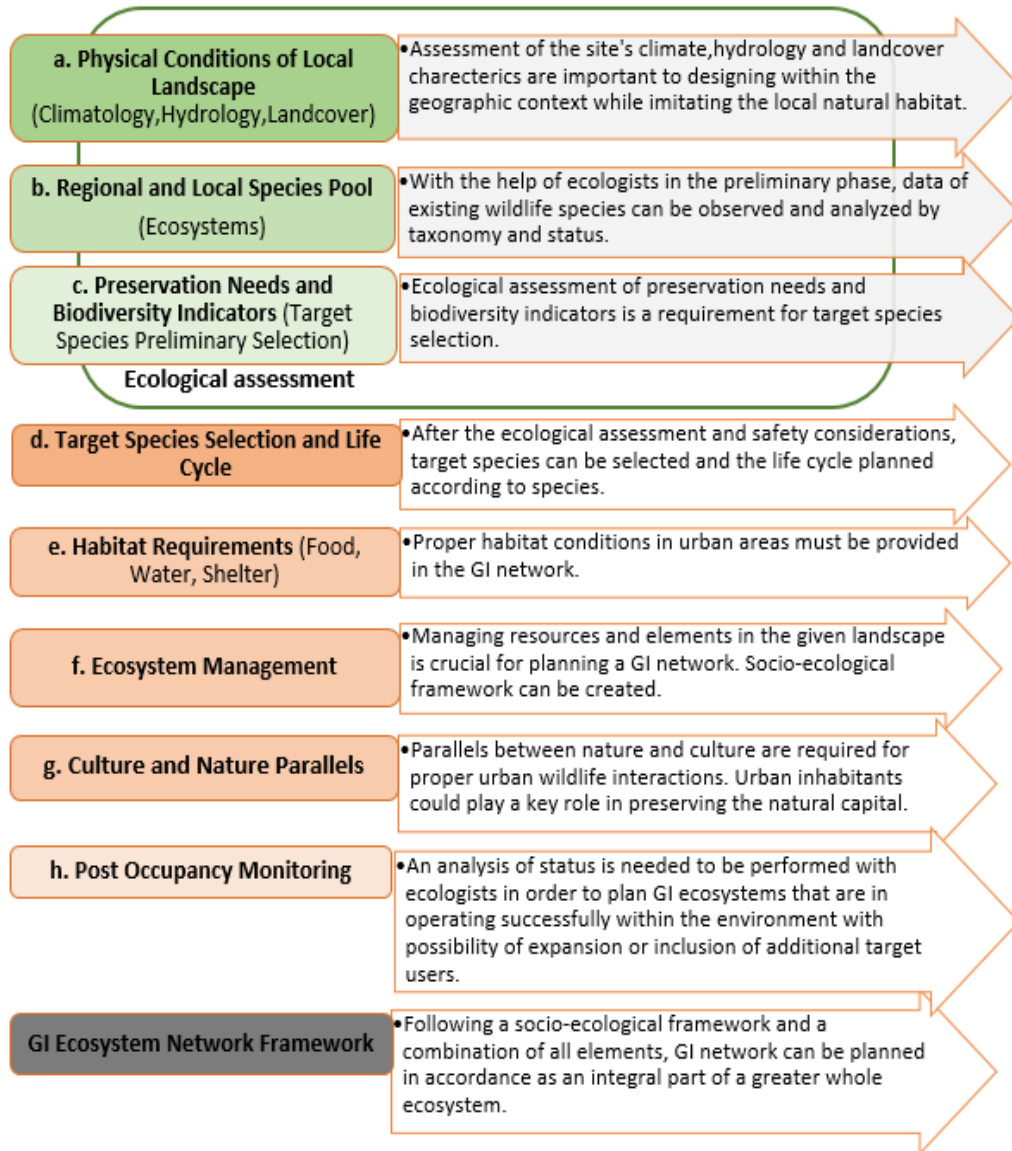 a. Physical Conditions of Local
Landscape
(Climatology,Hydrology,Landcover)
•Assessment of the site's climate,hydrology and landcover
charecterics are important to designing within the
geographic context while imitating the local natural habitat.
b. Regional and Local Species Pool
(Ecosystems)
•With the help of ecologists in the preliminary phase, data of
existing wildlife species can be observed and analyzed by
taxonomy and status.
c. Preservation Needs and
Biodiversity Indicators (Target
Species Preliminary Selection)
•Ecological assessment of preservation needs and
biodiversity indicators is a requirement for target species
selection.
Ecological assessment
d. Target Species Selection and Life
Cycle
•After the ecological assessment and safety considerations,
target species can be selected and the life cycle planned
according to species.
e. Habitat Requirements (Food,
Water, Shelter)
•Proper habitat conditions in urban areas must be provided
in the GI network.
f. Ecosystem Management
•Managing resources and elements in the given landscape
is crucial for planning a GI network. Socio-ecological
framework can be created.
g. Culture and Nature Parallels
•Parallels between nature and culture are required for
proper urban wildlife interactions. Urban inhabitants
could play a key role in preserving the natural capital.
h. Post Occupancy Monitoring
•An analysis of status is needed to be performed with
ecologists in order to plan GI ecosystems that are in
operating successfully within the environment with
possibility of expansion or inclusion of additional target
users.
GI Ecosystem Network Framework
•Following a socio-ecological framework and a
combination of all elements, GI network can be planned
in accordance as an integral part of a greater whole
ecosystem.